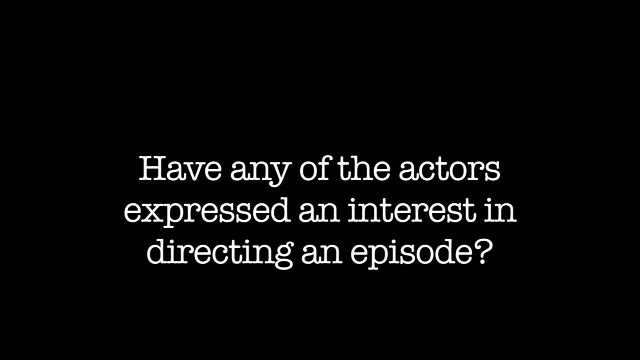 Have any of the actors
expressed an interest in
directing an episode?